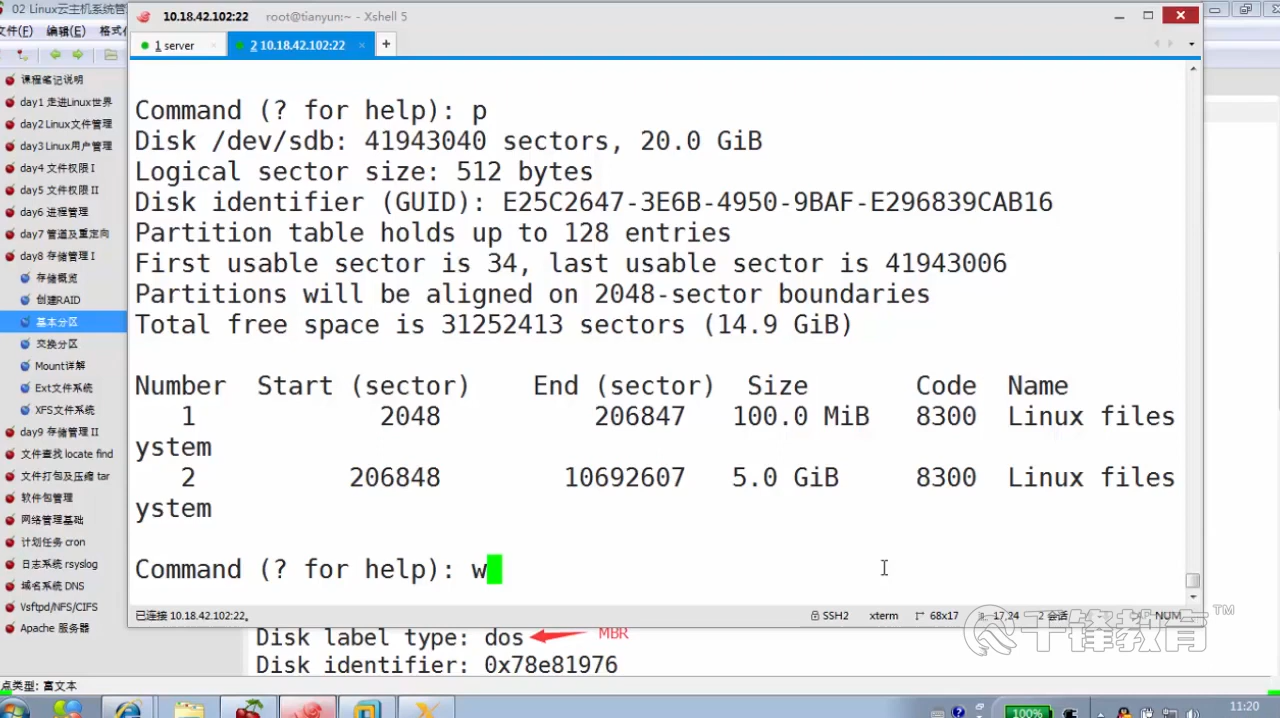 02 Linux云主机系统管
10.18.42.102:22 root@tianyun:~ - Xshell 5
文件(F) 编辑(E) 格式
1 server
2 10.18.42.102:22
课程笔记说明
day1 走进Linux世界
day2 Linux文件管理
day3 Linux用户管理
day4 文件权限 I
day5 文件权限 II
day6 进程管理
day7 管道及重定向
day8 存储管理 I
存储概览
创建RAID
基本分区
交换分区
Mount详解
Ext文件系统
XFS文件系统
day9 存储管理 II
文件查找 locate find
文件打包及压缩 tar
软件包管理
网络管理基础
计划任务 cron
日志系统 rsyslog
域名系统 DNS
Vsftpd/NFS/CIFS
Apache 服务器
Command (? for help): p
Disk /dev/sdb: 41943040 sectors, 20.0 GiB
Logical sector size: 512 bytes
Disk identifier (GUID): E25C2647-3E6B-4950-9BAF-E296839CAB16
Partition table holds up to 128 entries
First usable sector is 34, last usable sector is 41943006
Partitions will be aligned on 2048-sector boundaries
Total free space is 31252413 sectors (14.9 GiB)
Number Start (sector) End (sector) Size Code Name
1 2048 206847 100.0 MiB 8300 Linux files
ystem
2 206848 10692607 5.0 GiB 8300 Linux files
ystem
Command (? for help): w
已连接 10.18.42.102:22。
SSH2 xterm 68x17 17,24 2 会话 NUM
千锋教育 TM
Disk label type: dos
MBR
Disk identifier: 0x78e81976
点类型: 富文本
100%
11:20